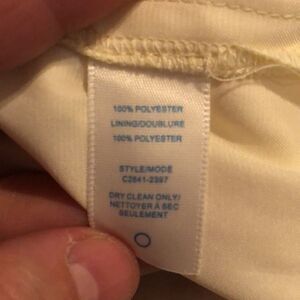 100% POLYESTER
LINING/DOUBLURE
100% POLYESTER
STYLE/MODE
C2641-2397
DRY CLEAN ONLY/
NETTOYER A SEC
SEULEMENT